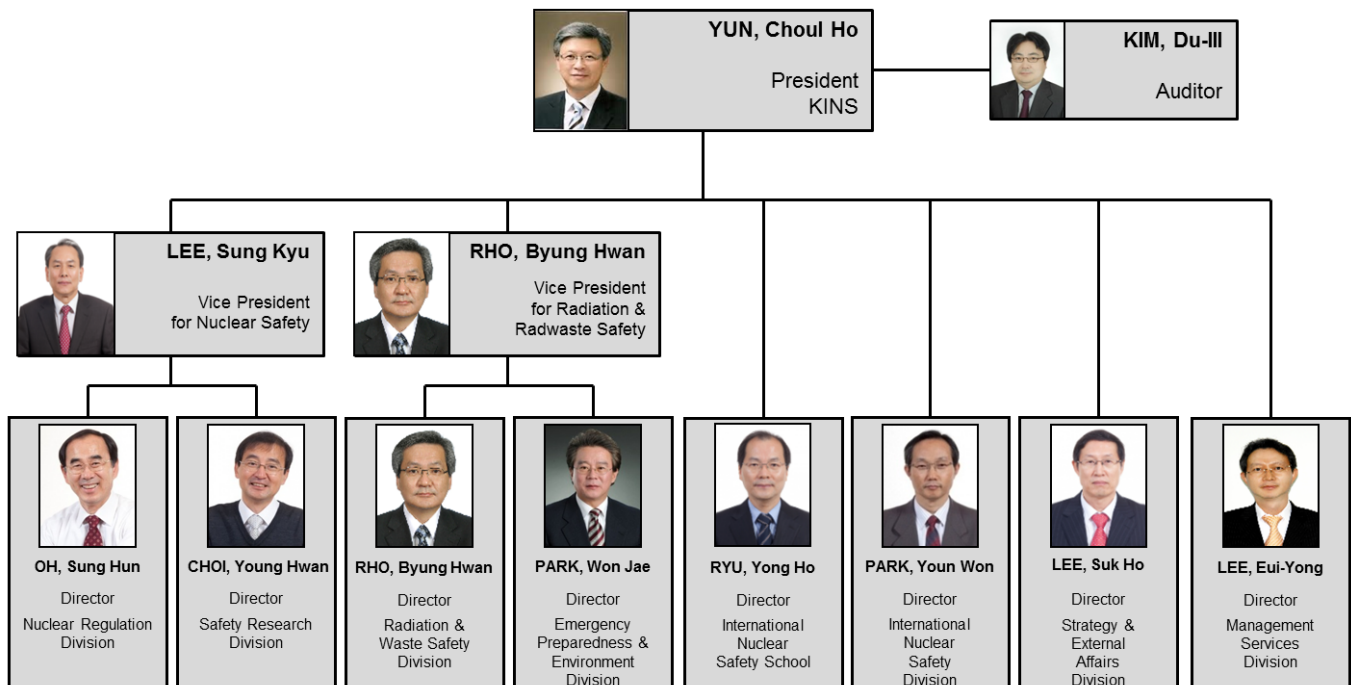 YUN, Choul Ho
President
KINS
KIM, Du-Ill
Auditor
LEE, Sung Kyu
Vice President
for Nuclear Safety
RHO, Byung Hwan
Vice President
for Radiation &
Radwaste Safety
OH, Sung Hun
Director
Nuclear Regulation
Division
CHOI, Young Hwan
Director
Safety Research
Division
RHO, Byung Hwan
Director
Radiation &
Waste Safety
Division
PARK, Won Jae
Director
Emergency
Preparedness &
Environment
Division
RYU, Yong Ho
Director
International
Nuclear
Safety School
PARK, Youn Won
Director
International
Nuclear
Safety
Division
LEE, Suk Ho
Director
Strategy &
External
Affairs
Division
LEE, Eui-Yong
Director
Management
Services
Division